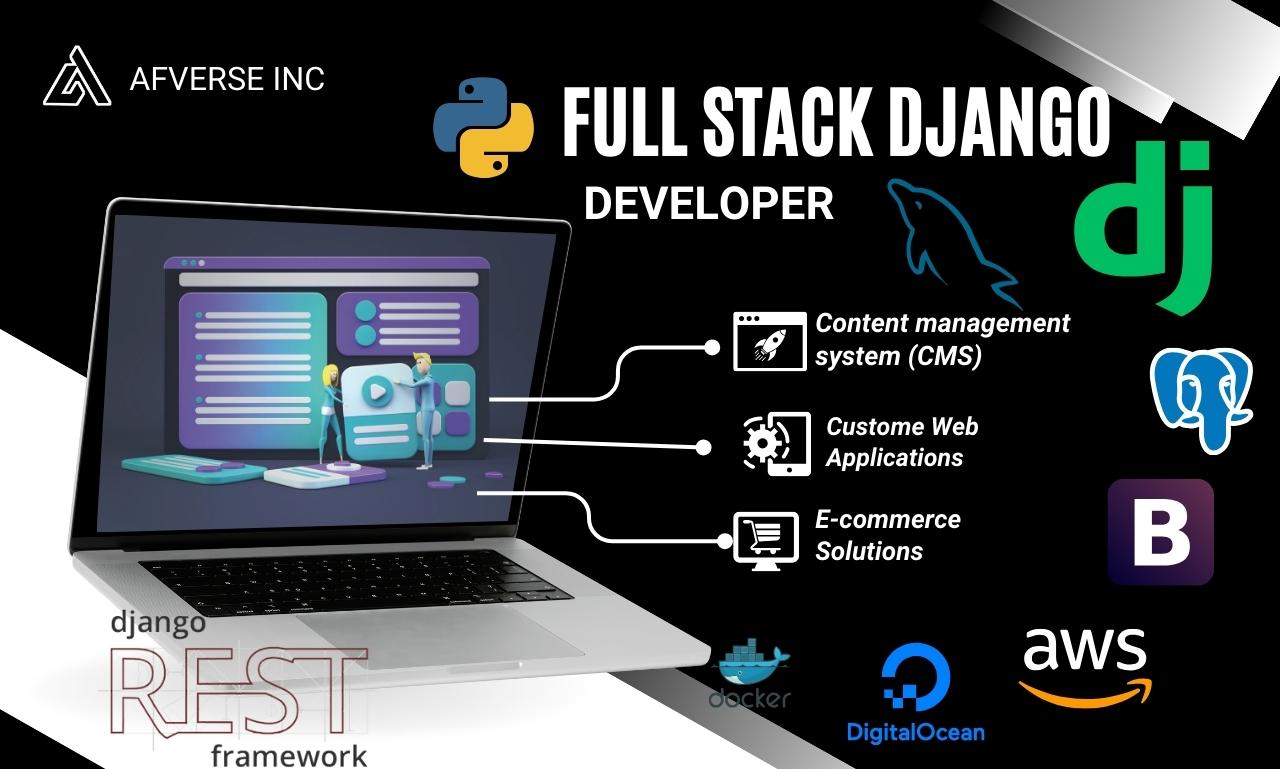 AFVERSE INC
FULL STACK DJANGO
DEVELOPER
dj
Content management
system (CMS)
Custome Web
Applications
E-commerce
Solutions
B
django
REST
framework
docker
DigitalOcean
aws